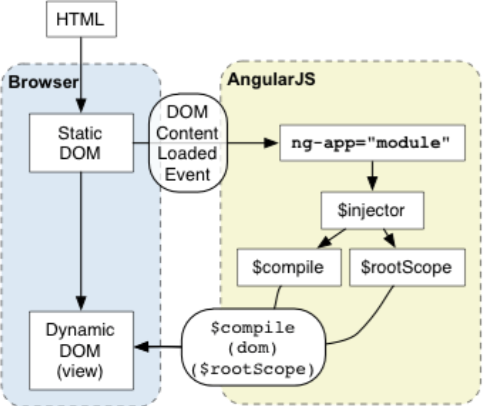 HTML
Browser
AngularJS
Static
DOM
DOM
Content
Loaded
Event
ng-app="module"
$injector
$compile
$rootScope
Dynamic
DOM
(view)
$compile
(dom)
($rootScope)